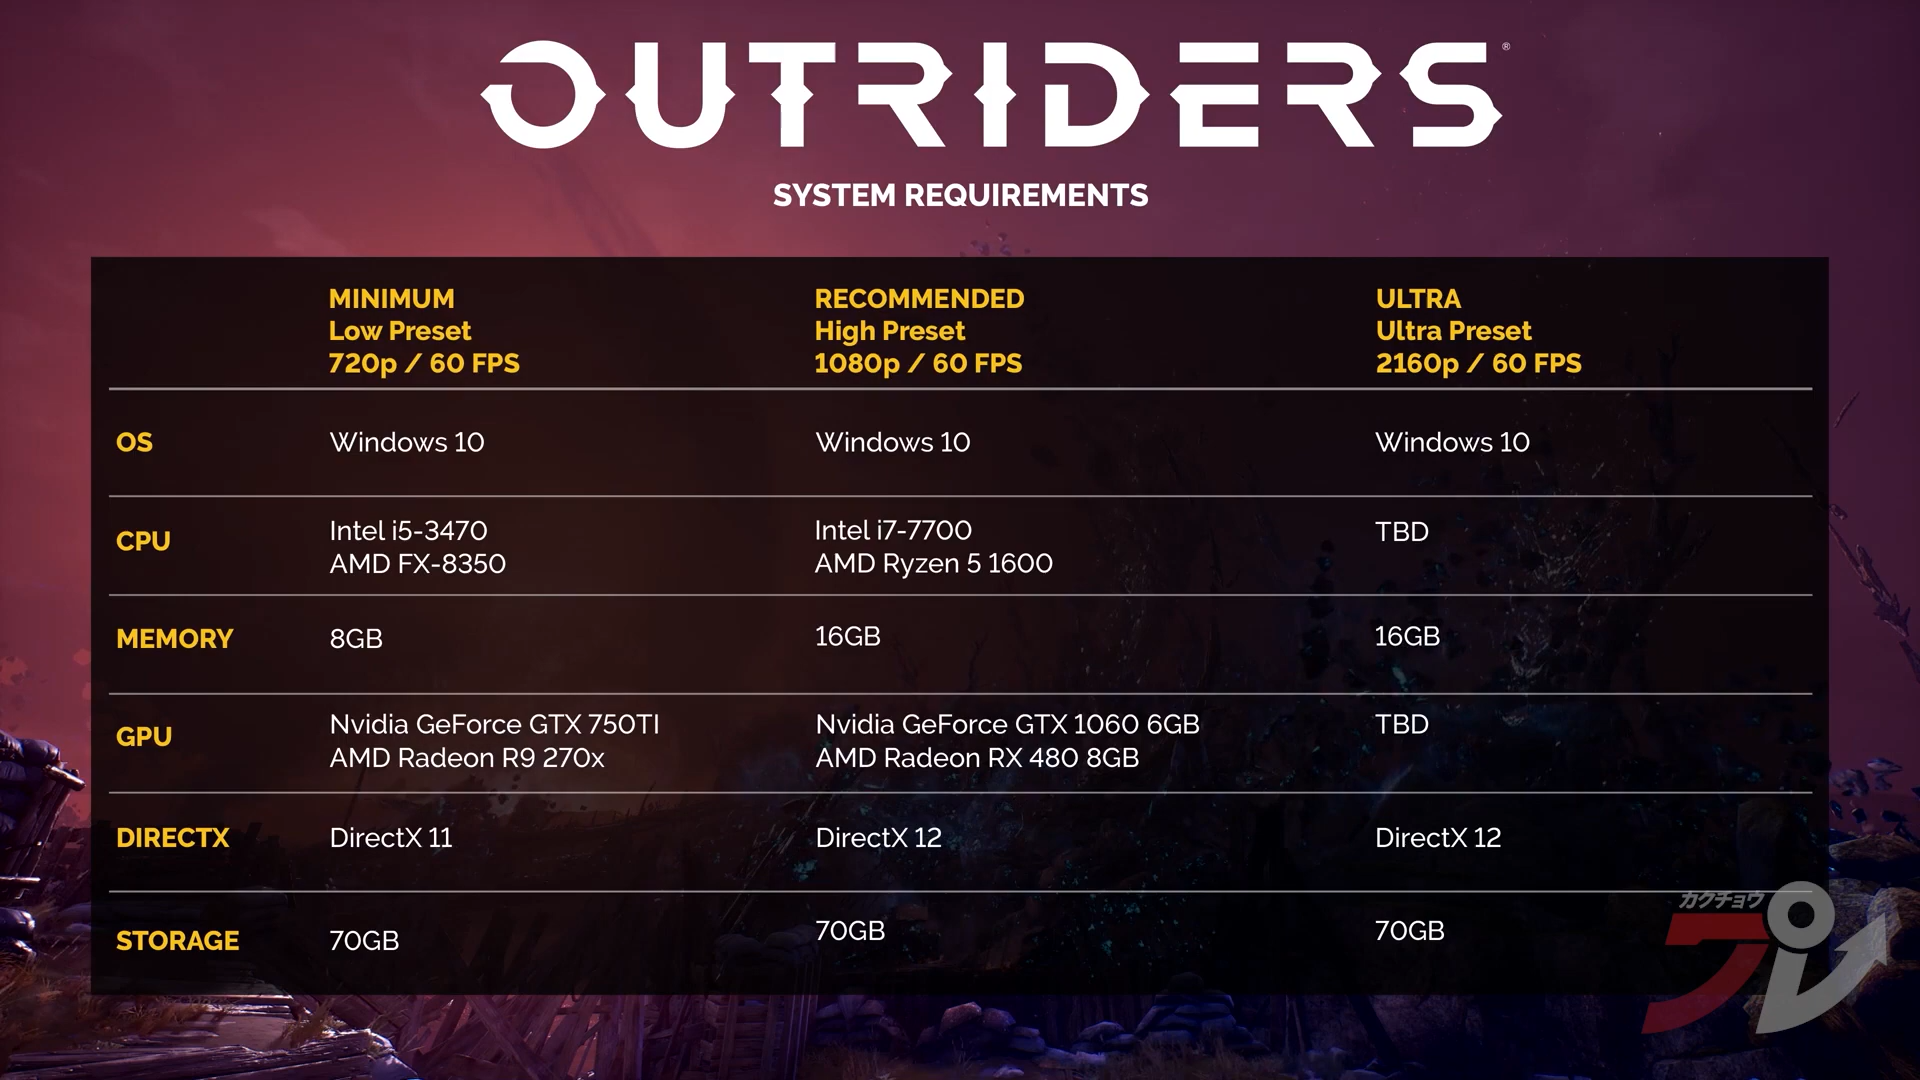 OUTRIDERS®
SYSTEM REQUIREMENTS
MINIMUM
Low Preset
720p / 60 FPS
RECOMMENDED
High Preset
1080p / 60 FPS
ULTRA
Ultra Preset
2160p / 60 FPS
OS
Windows 10
Windows 10
Windows 10
CPU
Intel i5-3470
AMD FX-8350
Intel i7-7700
AMD Ryzen 5 1600
TBD
MEMORY
8GB
16GB
16GB
GPU
Nvidia GeForce GTX 750TI
AMD Radeon R9 270x
Nvidia GeForce GTX 1060 6GB
AMD Radeon RX 480 8GB
TBD
DIRECTX
DirectX 11
DirectX 12
DirectX 12
STORAGE
70GB
70GB
70GB
カクチョウ
プレ